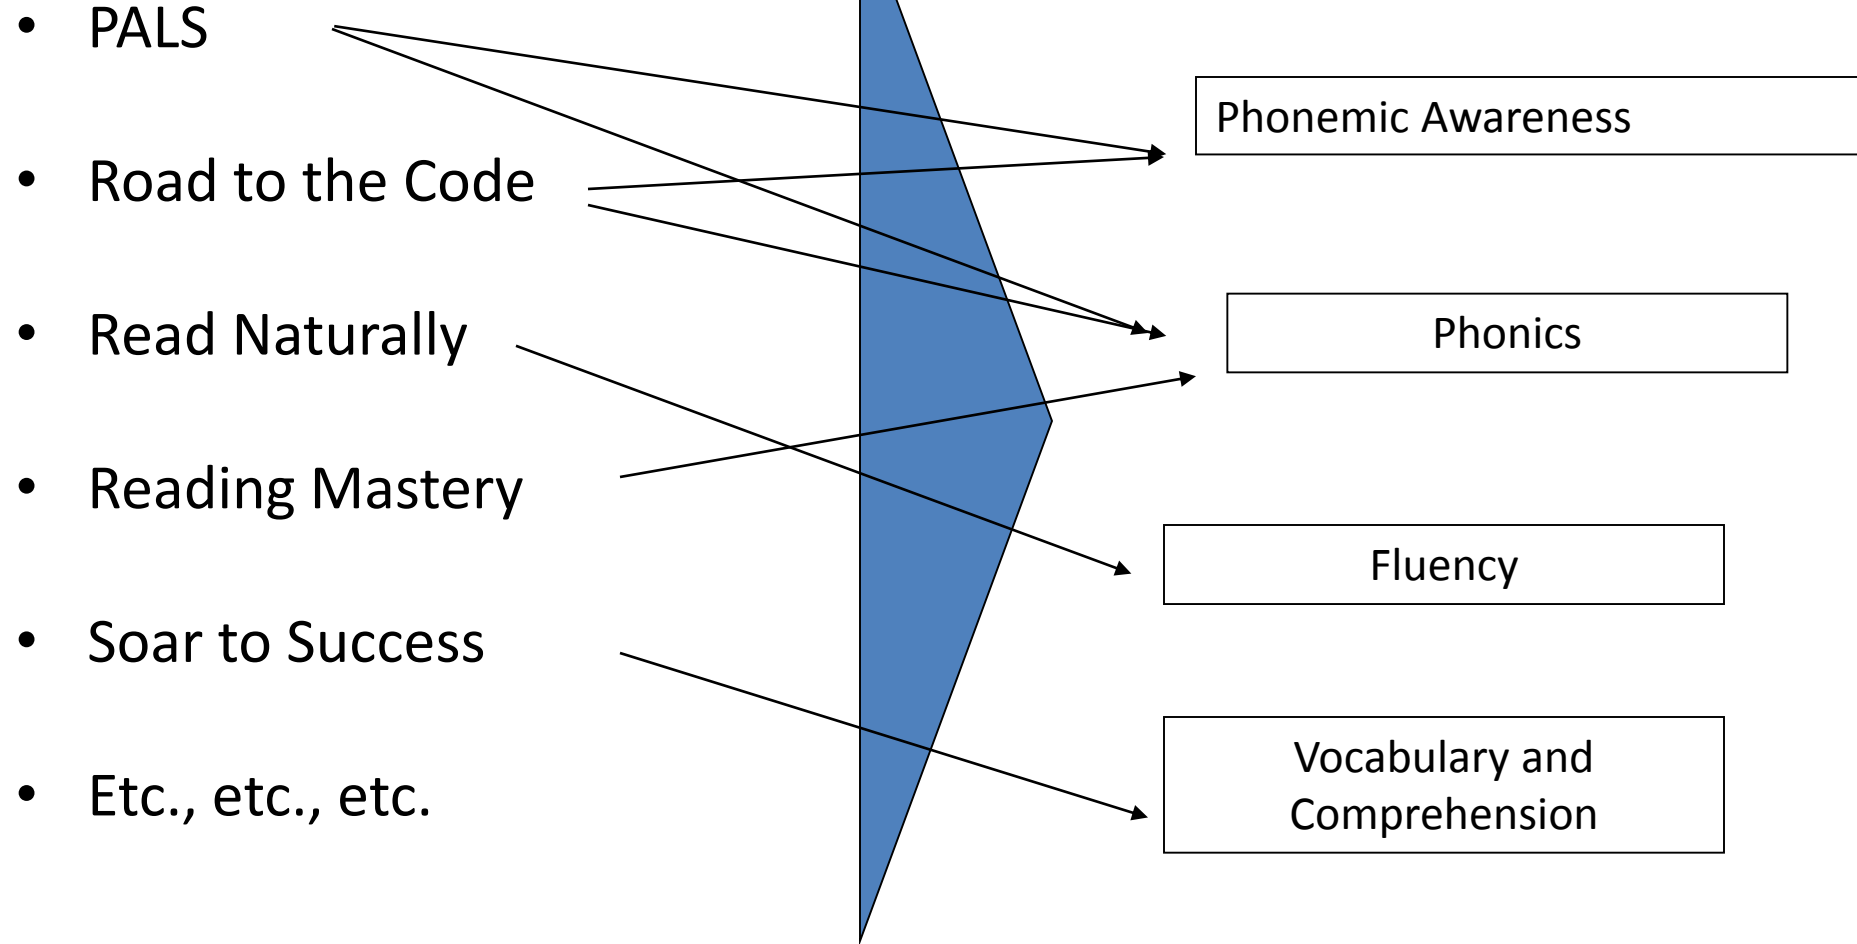 • PALS
• Road to the Code
• Read Naturally
• Reading Mastery
• Soar to Success
• Etc., etc., etc.
Phonemic Awareness
Phonics
Fluency
Vocabulary and
Comprehension